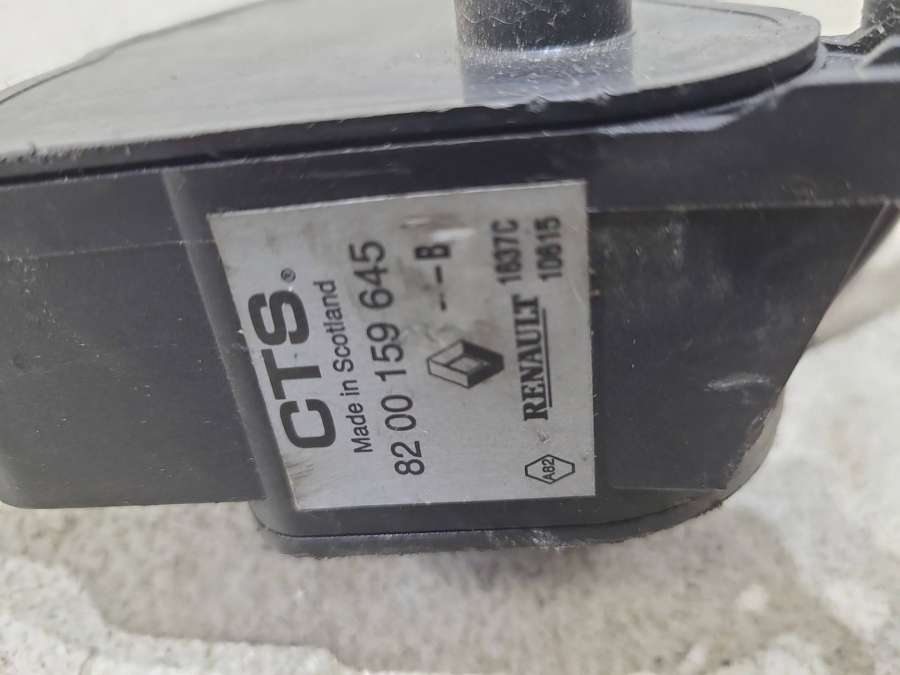 CTS®
Made in Scotland
82 00 159 645
- - B
RENAULT 1637C
10615
A82